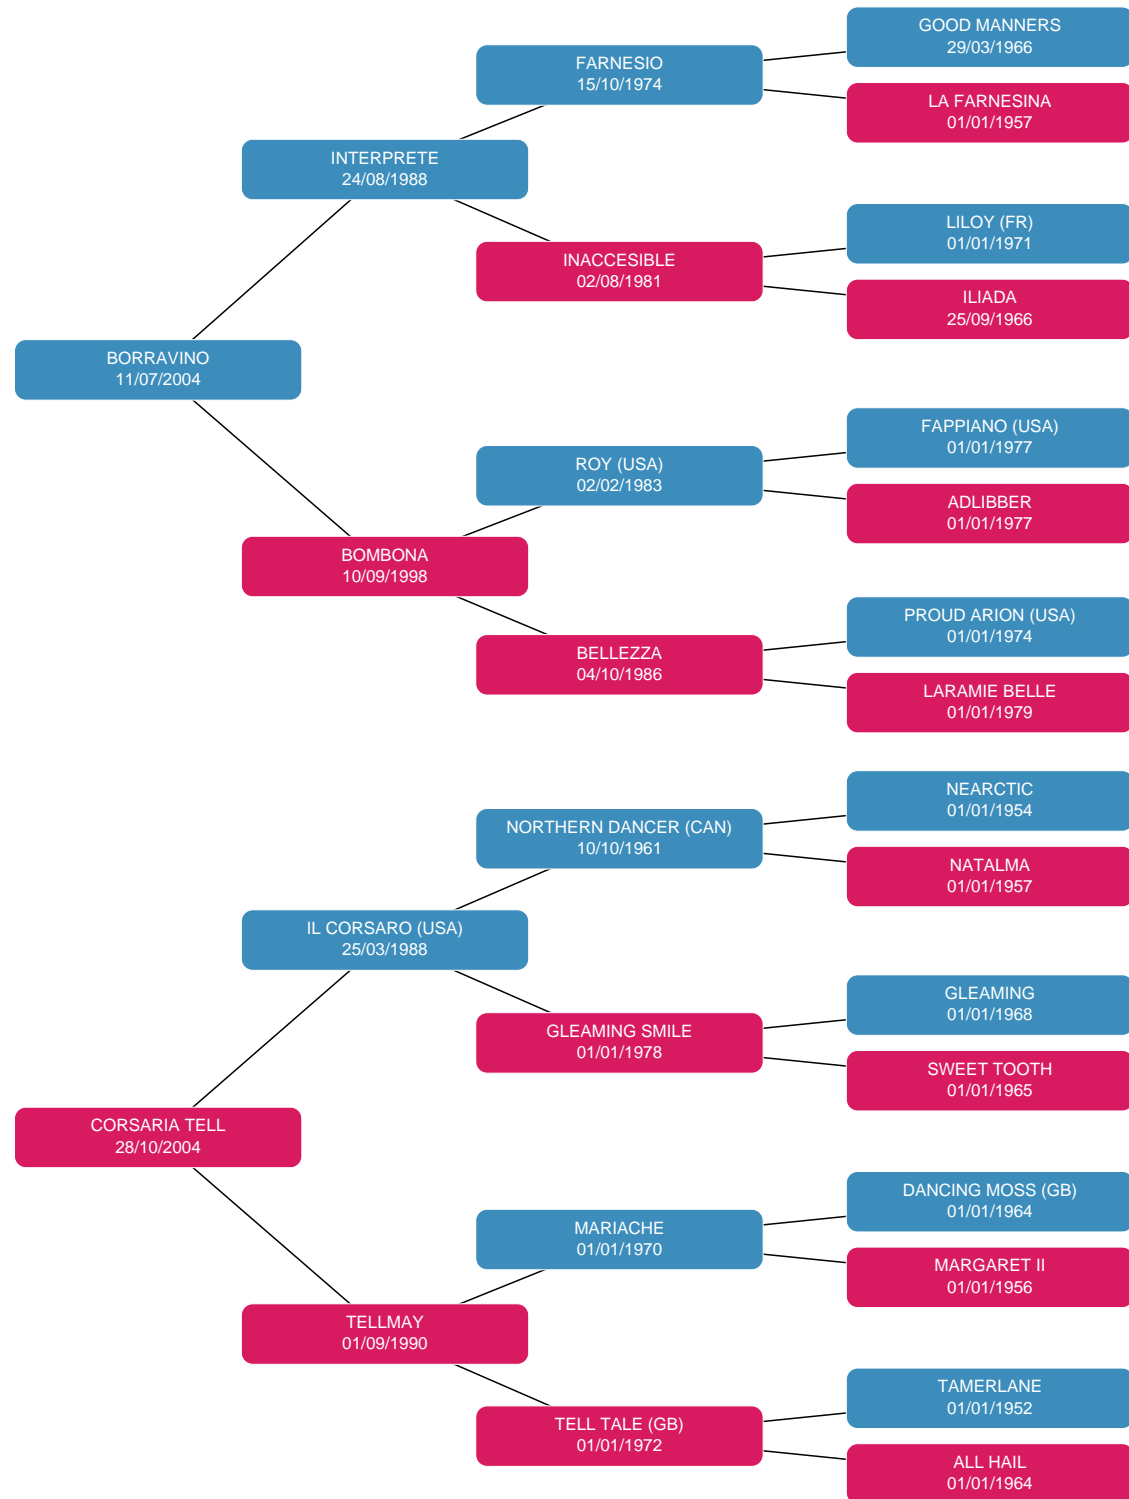 GOOD MANNERS
29/03/1966
FARNESIO
15/10/1974
LA FARNESINA
01/01/1957
INTERPRETE
24/08/1988
LILOY (FR)
01/01/1971
INACCESIBLE
02/08/1981
ILIADA
25/09/1966
BORRAVINO
11/07/2004
FAPPIANO (USA)
01/01/1977
ROY (USA)
02/02/1983
ADLIBBER
01/01/1977
BOMBONA
10/09/1998
PROUD ARION (USA)
01/01/1974
BELLEZZA
04/10/1986
LARAMIE BELLE
01/01/1979
NEARCTIC
01/01/1954
NORTHERN DANCER (CAN)
10/10/1961
NATALMA
01/01/1957
IL CORSARO (USA)
25/03/1988
GLEAMING
01/01/1968
GLEAMING SMILE
01/01/1978
SWEET TOOTH
01/01/1965
CORSARIA TELL
28/10/2004
DANCING MOSS (GB)
01/01/1964
MARIACHE
01/01/1970
MARGARET II
01/01/1956
TELLMAY
01/09/1990
TAMERLANE
01/01/1952
TELL TALE (GB)
01/01/1972
ALL HAIL
01/01/1964